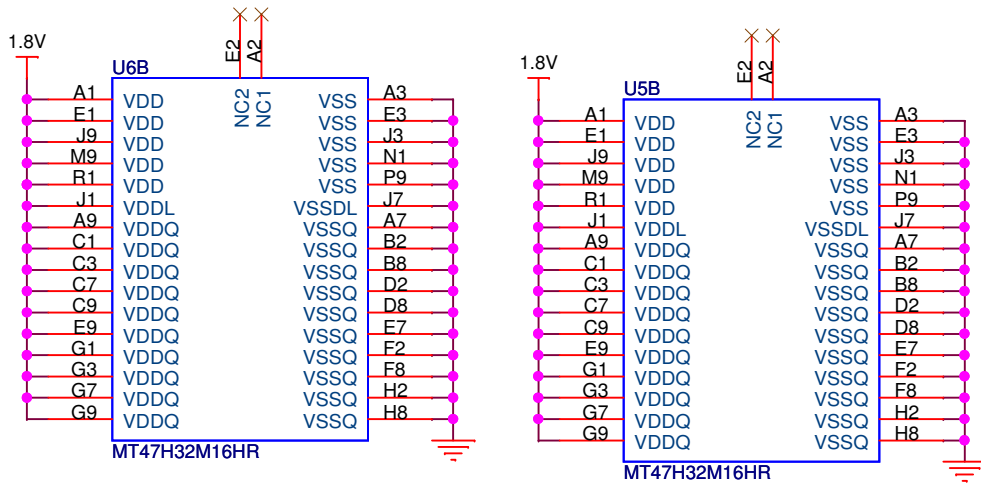 1.8V
U6B
E2
A2
NC2
NC1
A1 VDD VSS A3
E1 VDD VSS E3
J9 VDD VSS J3
M9 VDD VSS N1
R1 VDD VSS P9
J1 VDDL VSSDL J7
A9 VDDQ VSSQ A7
C1 VDDQ VSSQ B2
C3 VDDQ VSSQ B8
C7 VDDQ VSSQ D2
C9 VDDQ VSSQ D8
E9 VDDQ VSSQ E7
G1 VDDQ VSSQ F2
G3 VDDQ VSSQ F8
G7 VDDQ VSSQ H2
G9 VDDQ VSSQ H8
MT47H32M16HR
1.8V
U5B
E2
A2
NC2
NC1
A1 VDD VSS A3
E1 VDD VSS E3
J9 VDD VSS J3
M9 VDD VSS N1
R1 VDD VSS P9
J1 VDDL VSSDL J7
A9 VDDQ VSSQ A7
C1 VDDQ VSSQ B2
C3 VDDQ VSSQ B8
C7 VDDQ VSSQ D2
C9 VDDQ VSSQ D8
E9 VDDQ VSSQ E7
G1 VDDQ VSSQ F2
G3 VDDQ VSSQ F8
G7 VDDQ VSSQ H2
G9 VDDQ VSSQ H8
MT47H32M16HR